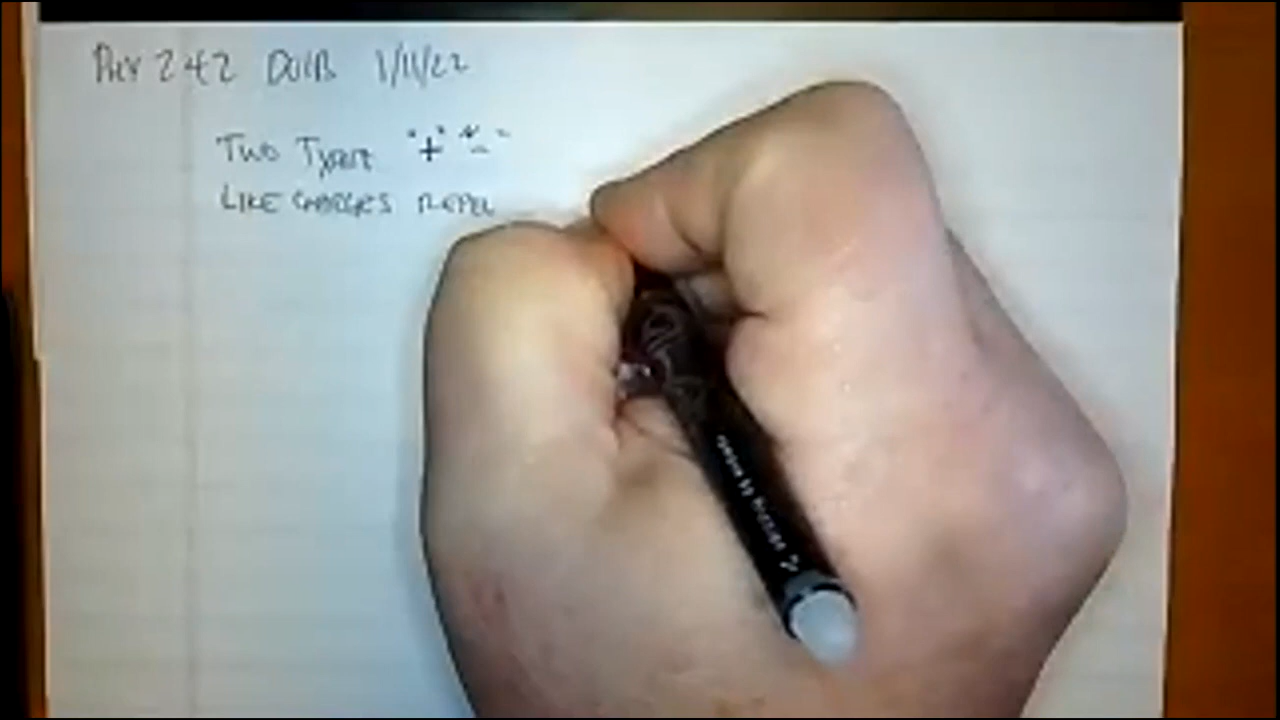 PHY 242 D01B 1/11/22
TWO TYPES "+" "-"
LIKE CHARGES REPEL